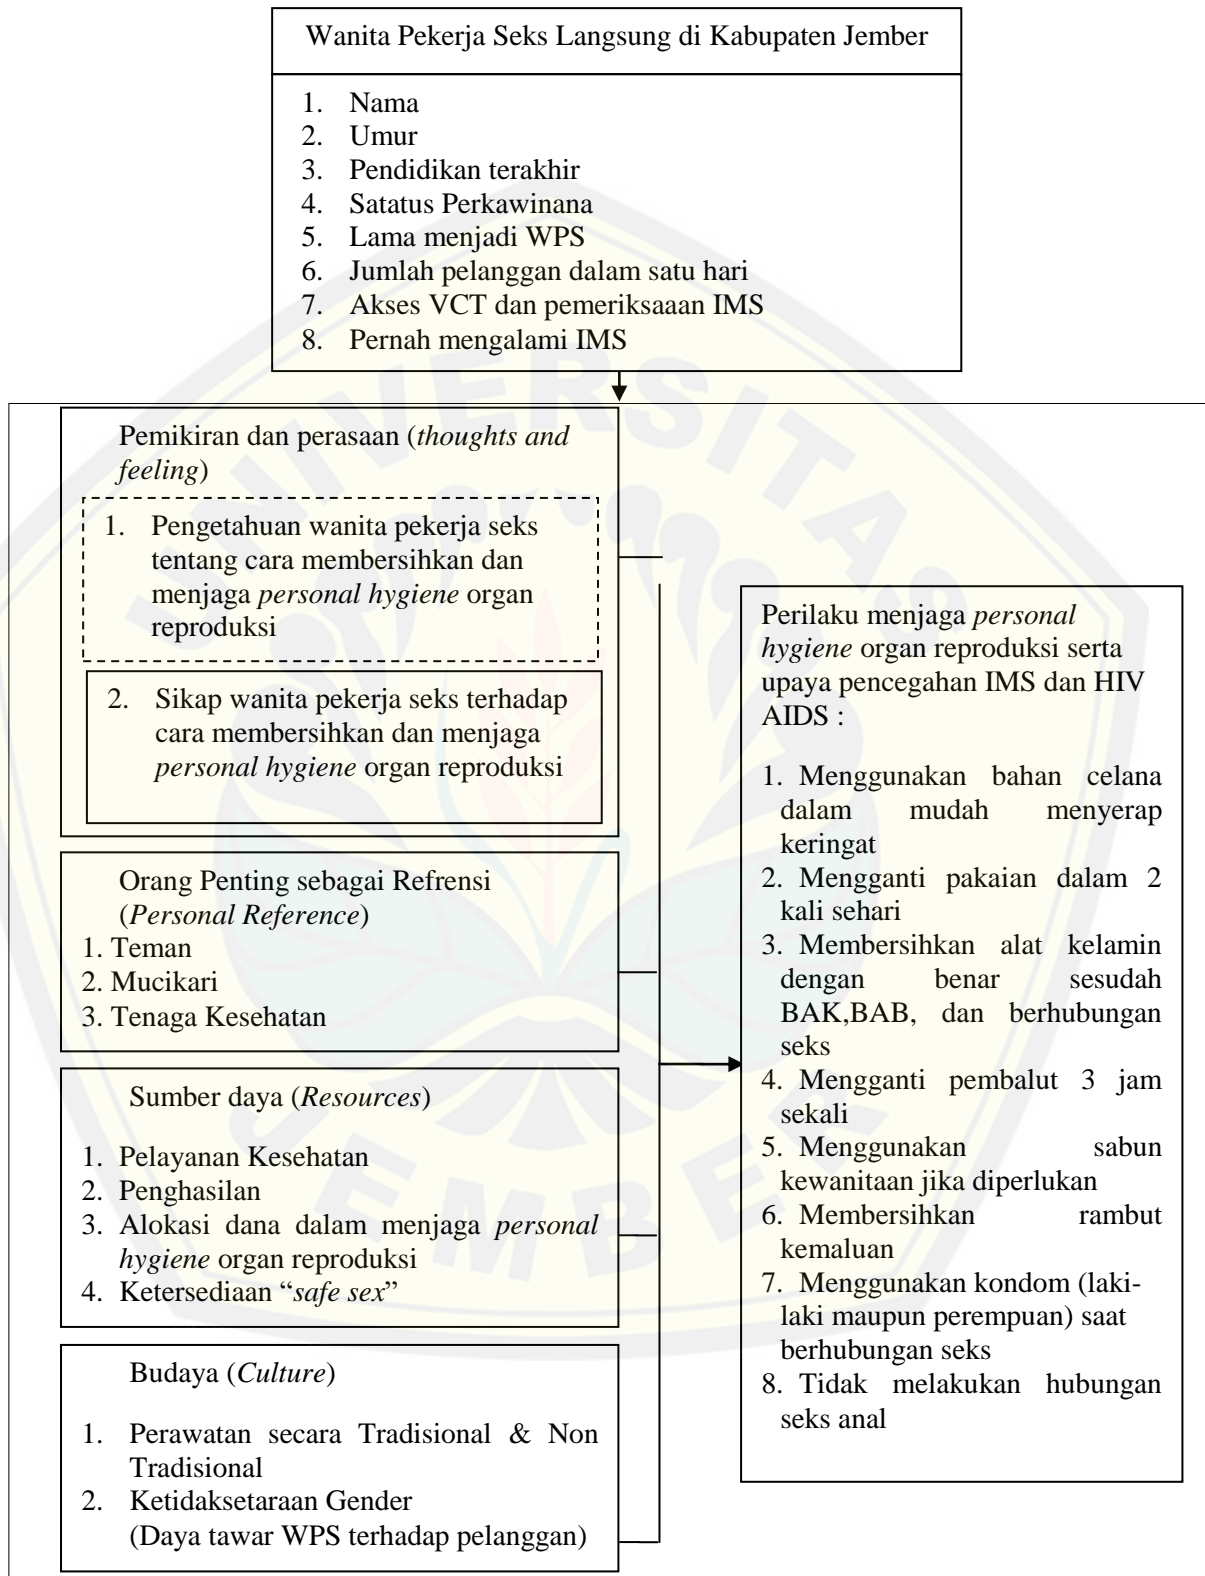 Wanita Pekerja Seks Langsung di Kabupaten Jember
1. Nama
2. Umur
3. Pendidikan terakhir
4. Satatus Perkawinana
5. Lama menjadi WPS
6. Jumlah pelanggan dalam satu hari
7. Akses VCT dan pemeriksaaan IMS
8. Pernah mengalami IMS
Pemikiran dan perasaan (thoughts and
feeling)
1. Pengetahuan wanita pekerja seks
tentang cara membersihkan dan
menjaga personal hygiene organ
reproduksi
2. Sikap wanita pekerja seks terhadap
cara membersihkan dan menjaga
personal hygiene organ reproduksi
Orang Penting sebagai Refrensi
(Personal Reference)
1. Teman
2. Mucikari
3. Tenaga Kesehatan
Sumber daya (Resources)
1. Pelayanan Kesehatan
2. Penghasilan
3. Alokasi dana dalam menjaga personal
hygiene organ reproduksi
4. Ketersediaan “safe sex”
Budaya (Culture)
1. Perawatan secara Tradisional & Non
Tradisional
2. Ketidaksetaraan Gender
(Daya tawar WPS terhadap pelanggan)
Perilaku menjaga personal
hygiene organ reproduksi serta
upaya pencegahan IMS dan HIV
AIDS :
1. Menggunakan bahan celana
dalam mudah menyerap
keringat
2. Mengganti pakaian dalam 2
kali sehari
3. Membersihkan alat kelamin
dengan benar sesudah
BAK,BAB, dan berhubungan
seks
4. Mengganti pembalut 3 jam
sekali
5. Menggunakan sabun
kewanitaan jika diperlukan
6. Membersihkan rambut
kemaluan
7. Menggunakan kondom (laki-
laki maupun perempuan) saat
berhubungan seks
8. Tidak melakukan hubungan
seks anal
UNIVERSITAS
JEMBER